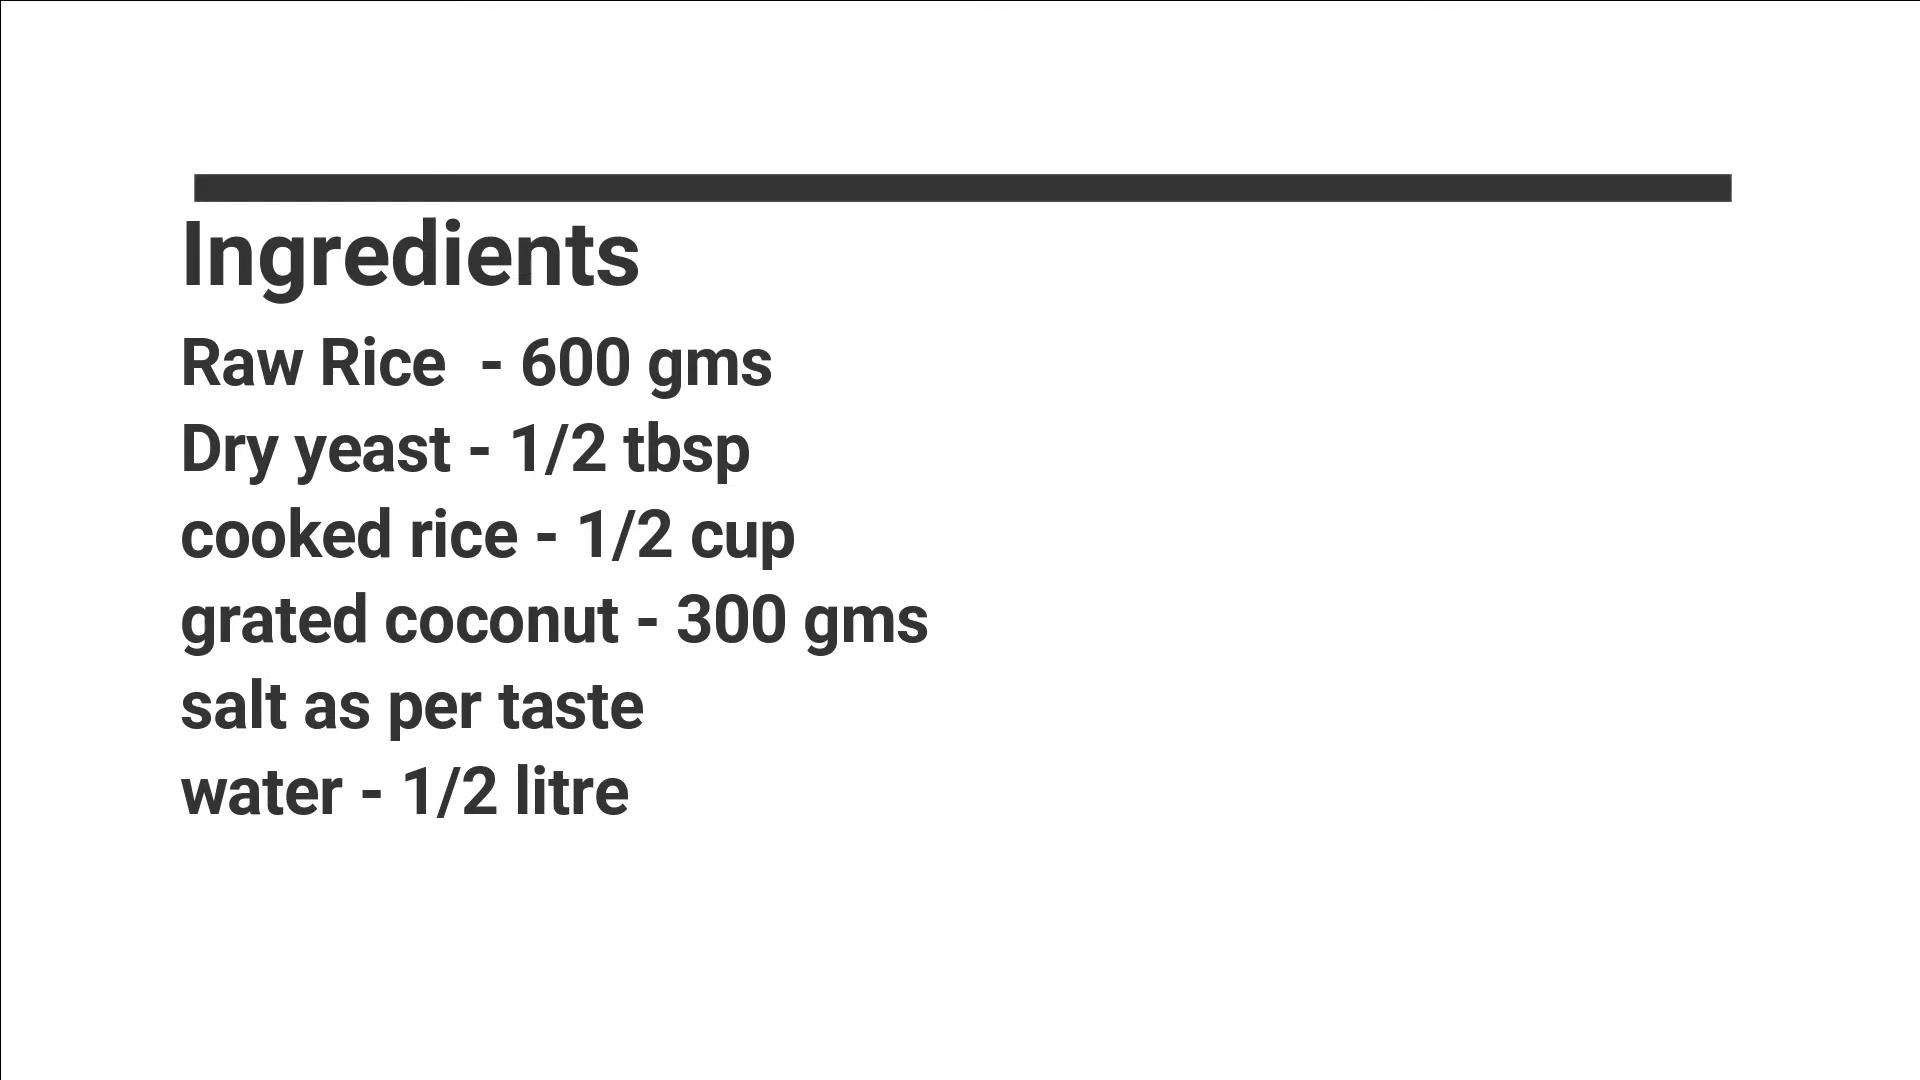 Ingredients
Raw Rice  - 600 gms
Dry yeast - 1/2 tbsp
cooked rice - 1/2 cup
grated coconut - 300 gms
salt as per taste
water - 1/2 litre